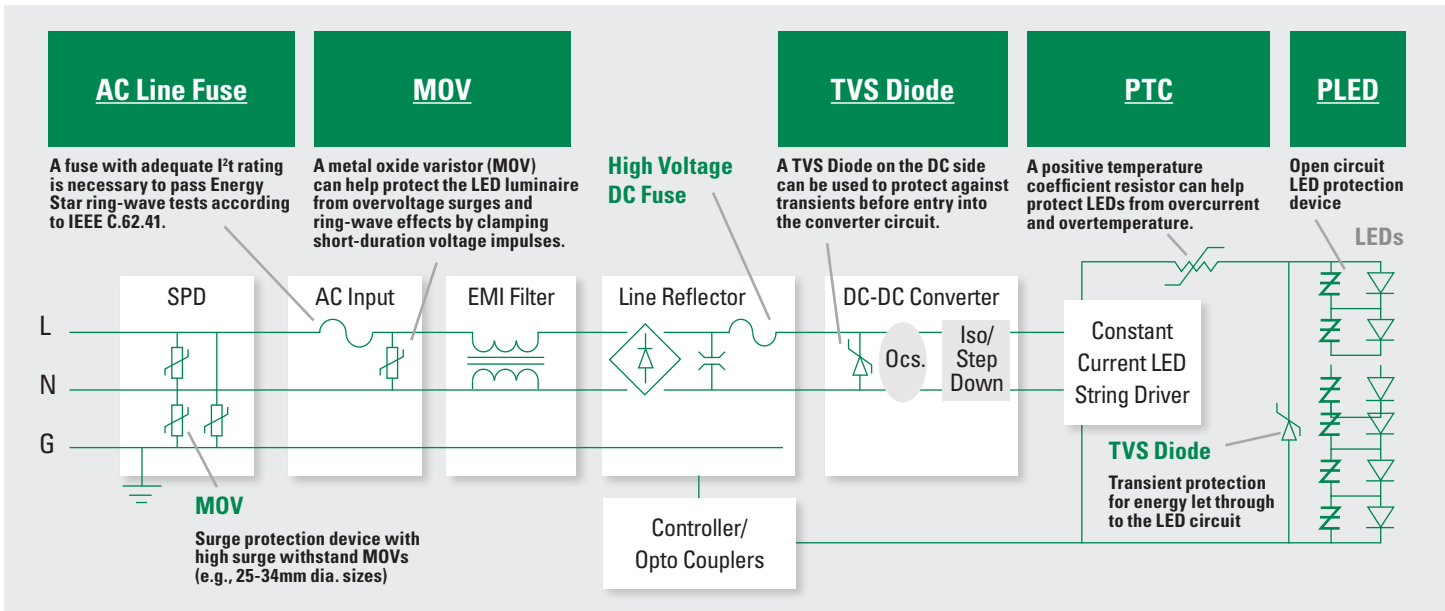 AC Line Fuse
A fuse with adequate I²t rating
is necessary to pass Energy
Star ring-wave tests according
to IEEE C.62.41.
MOV
A metal oxide varistor (MOV)
can help protect the LED luminaire
from overvoltage surges and
ring-wave effects by clamping
short-duration voltage impulses.
High Voltage
DC Fuse
TVS Diode
A TVS Diode on the DC side
can be used to protect against
transients before entry into
the converter circuit.
PTC
A positive temperature
coefficient resistor can help
protect LEDs from overcurrent
and overtemperature.
PLED
Open circuit
LED protection
device
LEDs
SPD
AC Input
EMI Filter
Line Reflector
DC-DC Converter
L
N
G
Ocs.
Iso/
Step
Down
Constant
Current LED
String Driver
MOV
Surge protection device with
high surge withstand MOVs
(e.g., 25-34mm dia. sizes)
Controller/
Opto Couplers
TVS Diode
Transient protection
for energy let through
to the LED circuit